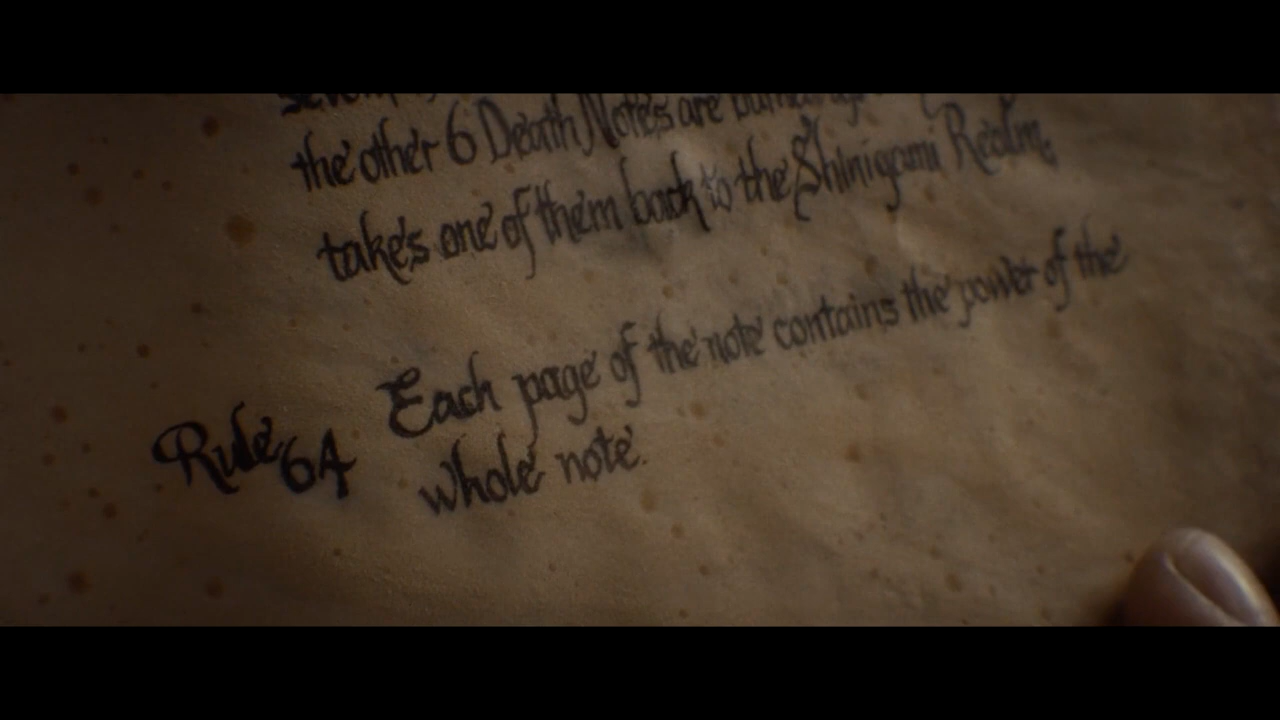 the other 6 Death Notes are
takes one of them back to the Shinigami Realm.
Each page of the note contains the power of the
Rule 64
whole note.